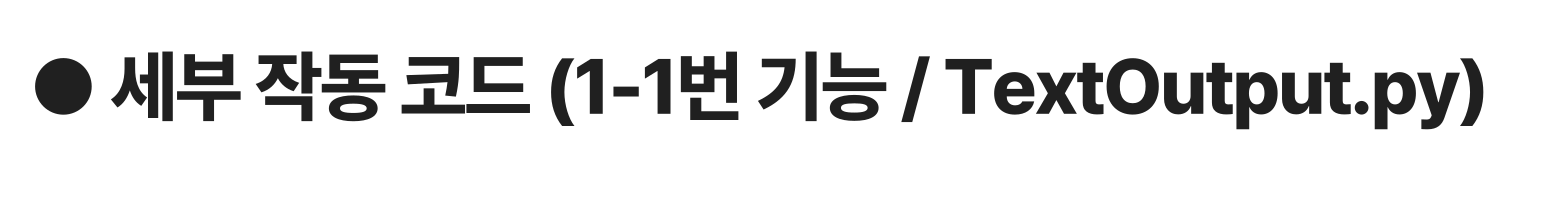 ● 세부 작동 코드 (1-1번 기능 / TextOutput.py)